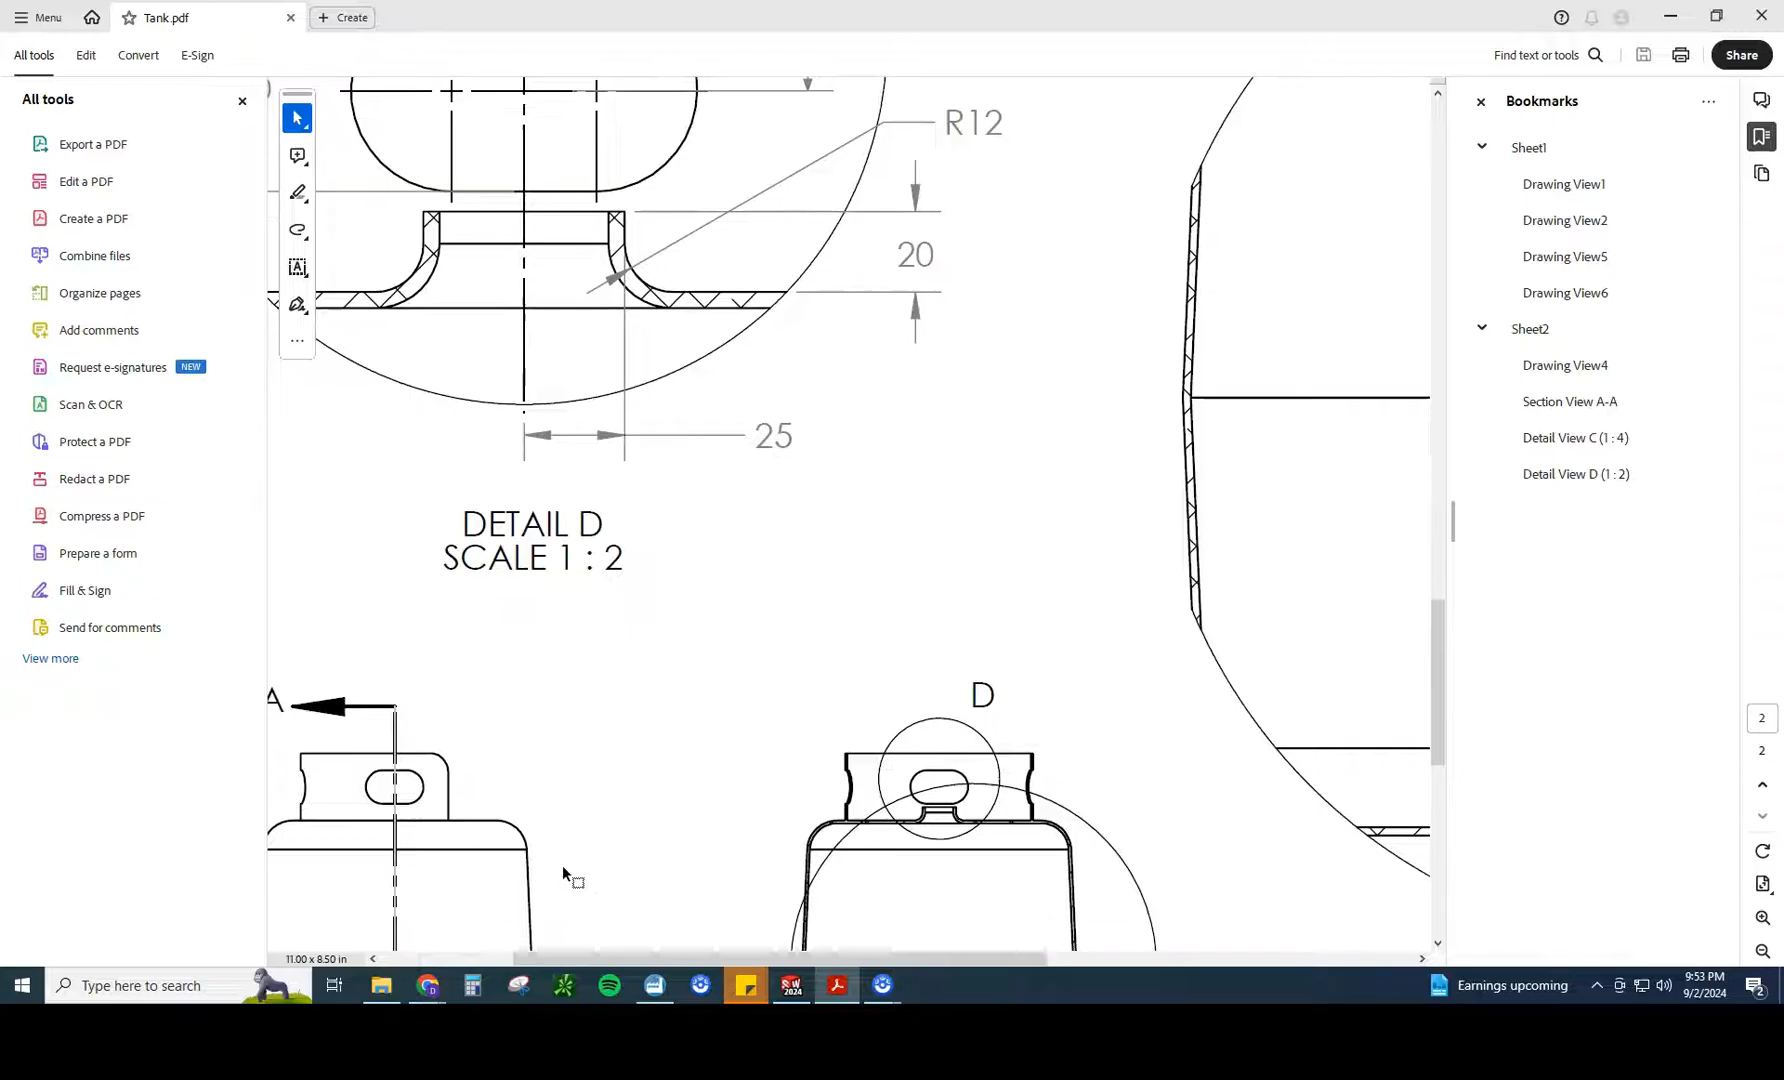 Menu
Tank.pdf
Create
All tools
Edit
Convert
E-Sign
Find text or tools
Share
All tools
Export a PDF
Edit a PDF
Create a PDF
Combine files
Organize pages
Add comments
Request e-signatures NEW
Scan & OCR
Protect a PDF
Redact a PDF
Compress a PDF
Prepare a form
Fill & Sign
Send for comments
View more
R12
20
25
DETAIL D
SCALE 1 : 2
A
D
11.00 x 8.50 in
Bookmarks
Sheet1
Drawing View1
Drawing View2
Drawing View5
Drawing View6
Sheet2
Drawing View4
Section View A-A
Detail View C (1 : 4)
Detail View D (1 : 2)
2
2
Type here to search
SW
2024
Earnings upcoming
9:53 PM
9/2/2024
2